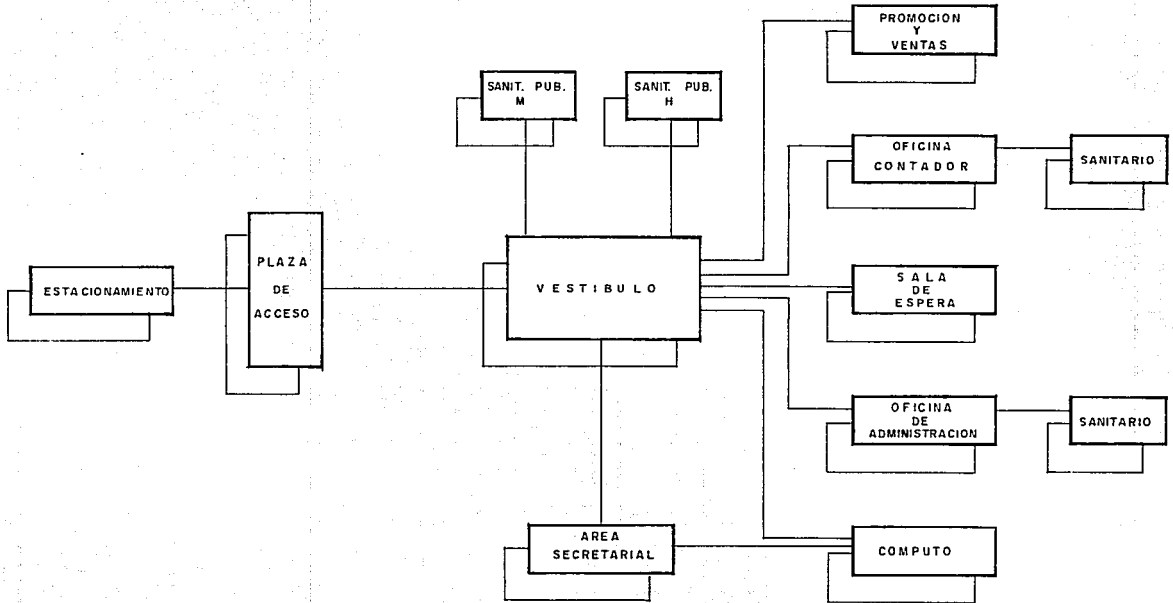 PROMOCION
Y
VENTAS
SANIT. PUB.
M
SANIT. PUB.
H
OFICINA
CONTADOR
SANITARIO
PLAZA
DE
ACCESO
ESTACIONAMIENTO
VESTIBULO
SALA
DE
ESPERA
OFICINA
DE
ADMINISTRACION
SANITARIO
AREA
SECRETARIAL
COMPUTO